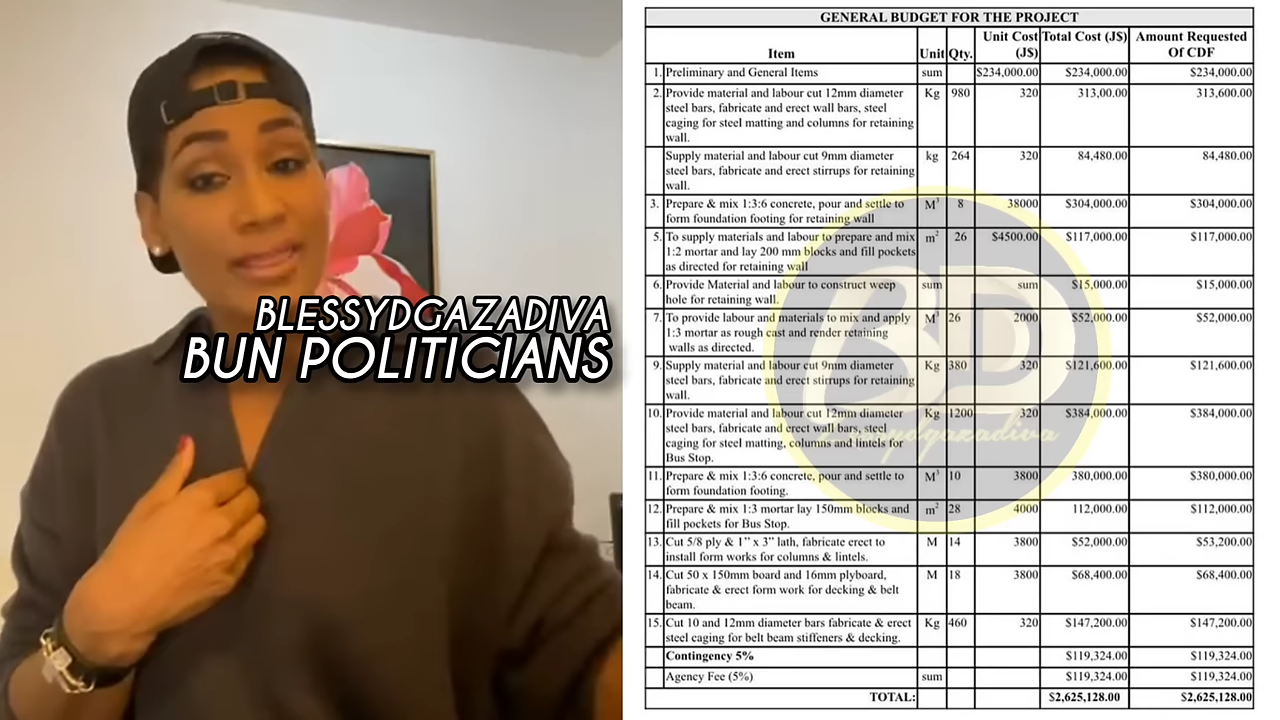 BLESSYDGAZADIVA
BUN POLITICIANS
GENERAL BUDGET FOR THE PROJECT
Item Unit Qty. Unit Cost (J$) Total Cost (J$) Amount Requested Of CDF
1. Preliminary and General Items sum $234,000.00 $234,000.00 $234,000.00
2. Provide material and labour cut 12mm diameter Kg 980 320 313,00.00 313,600.00
steel bars, fabricate and erect wall bars, steel
caging for steel matting and columns for retaining
wall.
Supply material and labour cut 9mm diameter kg 264 320 84,480.00 84,480.00
steel bars, fabricate and erect stirrups for retaining
wall.
3. Prepare & mix 1:3:6 concrete, pour and settle to M³ 8 38000 $304,000.00 $304,000.00
form foundation footing for retaining wall
5. To supply materials and labour to prepare and mix m² 26 $4500.00 $117,000.00 $117,000.00
1:2 mortar and lay 200 mm blocks and fill pockets
as directed for retaining wall
6. Provide Material and labour to construct weep sum sum $15,000.00 $15,000.00
hole for retaining wall.
7. To provide labour and materials to mix and apply M³ 26 2000 $52,000.00 $52,000.00
1:3 mortar as rough cast and render retaining
walls as directed.
9. Supply material and labour cut 9mm diameter Kg 380 320 $121,600.00 $121,600.00
steel bars, fabricate and erect stirrups for retaining
wall.
10. Provide material and labour cut 12mm diameter Kg 1200 320 $384,000.00 $384,000.00
steel bars, fabricate and erect wall bars, steel
caging for steel matting, columns and lintels for
Bus Stop.
11. Prepare & mix 1:3:6 concrete, pour and settle to M³ 10 3800 380,000.00 $380,000.00
form foundation footing.
12. Prepare & mix 1:3 mortar lay 150mm blocks and m² 28 4000 112,000.00 $112,000.00
fill pockets for Bus Stop.
13. Cut 5/8 ply & 1” x 3” lath, fabricate erect to M 14 3800 $52,000.00 $53,200.00
install form works for columns & lintels.
14. Cut 50 x 150mm board and 16mm plyboard, M 18 3800 $68,400.00 $68,400.00
fabricate & erect form work for decking & belt
beam.
15. Cut 10 and 12mm diameter bars fabricate & erect Kg 460 320 $147,200.00 $147,200.00
steel caging for belt beam stiffeners & decking.
Contingency 5% $119,324.00 $119,324.00
Agency Fee (5%) sum $119,324.00 $119,324.00
TOTAL: $2,625,128.00 $2,625,128.00